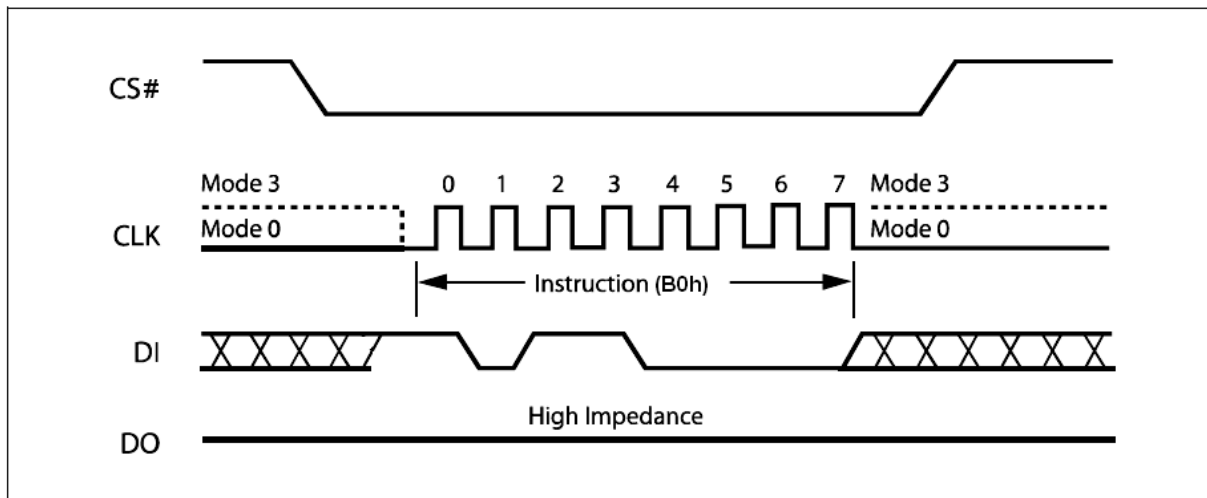 CS#
Mode 3 0 1 2 3 4 5 6 7 Mode 3
CLK Mode 0 Mode 0
Instruction (B0h)
DI
High Impedance
DO